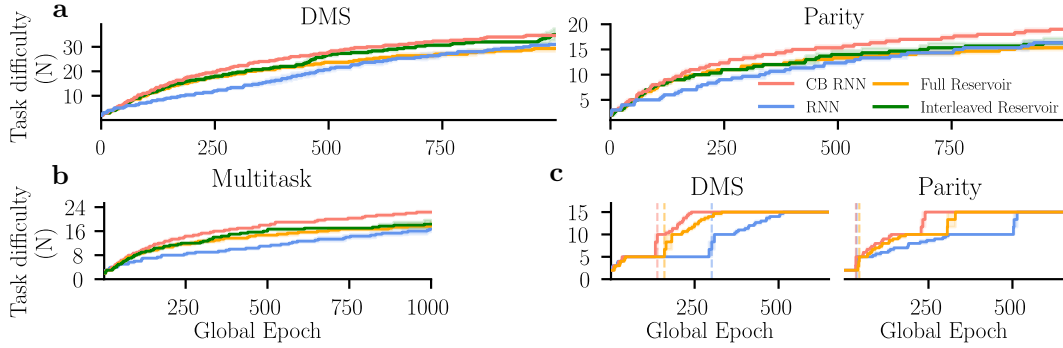 a
DMS
Parity
Task difficulty
(N)
30
20
10
0
250
500
750
20
15
10
5
0
250
500
750
CB RNN
RNN
Full Reservoir
Interleaved Reservoir
b
Multitask
Task difficulty
(N)
24
16
8
0
250
500
750
1000
Global Epoch
c
DMS
Parity
15
10
5
0
250
500
Global Epoch
250
500
Global Epoch